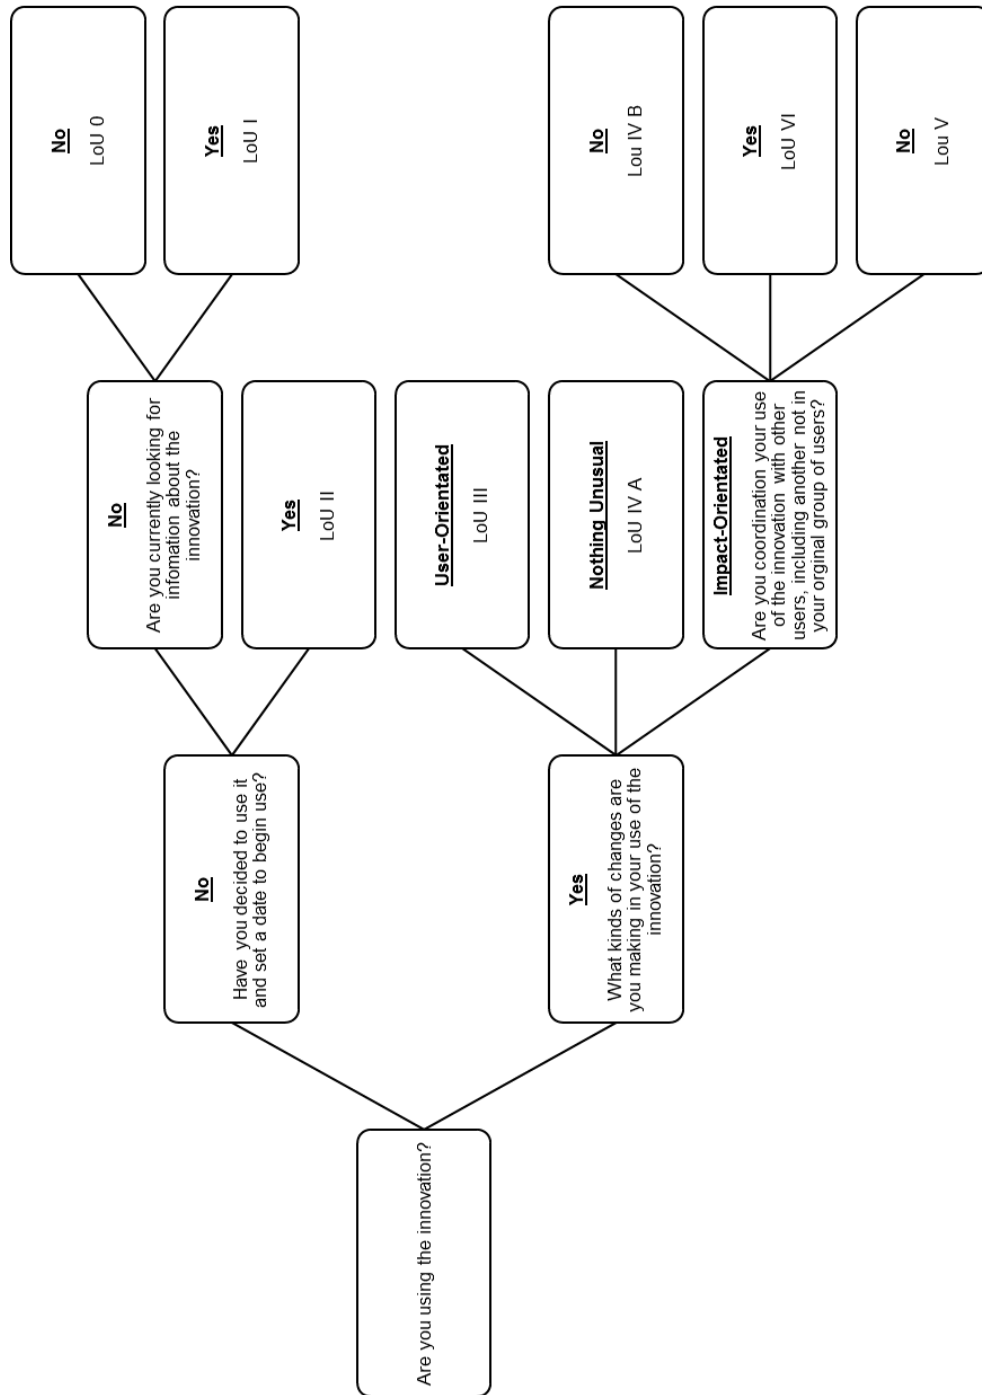 Are you using the innovation?
No
Have you decided to use it
and set a date to begin use?
Yes
What kinds of changes are
you making in your use of the
innovation?
No
Are you currently looking for
infomation about the
innovation?
Yes
LoU II
User-Orientated
LoU III
Nothing Unusual
LoU IV A
Impact-Orientated
Are you coordination your use
of the innovation with other
users, including another not in
your orginal group of users?
No
LoU 0
Yes
LoU I
No
Lou IV B
Yes
LoU VI
No
Lou V